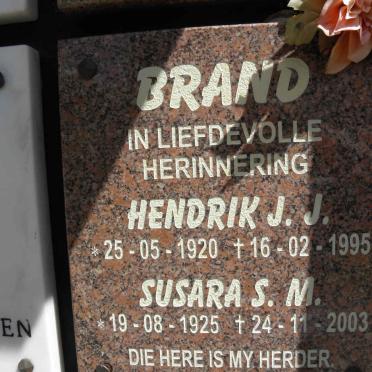 BRAND
IN LIEFDEVOLLE
HERINNERING
HENDRIK J. J.
* 25 - 05 - 1920 † 16 - 02 - 1995
SUSARA S. M.
* 19 - 08 - 1925 † 24 - 11 - 2003
DIE HERE IS MY HERDER.
EN